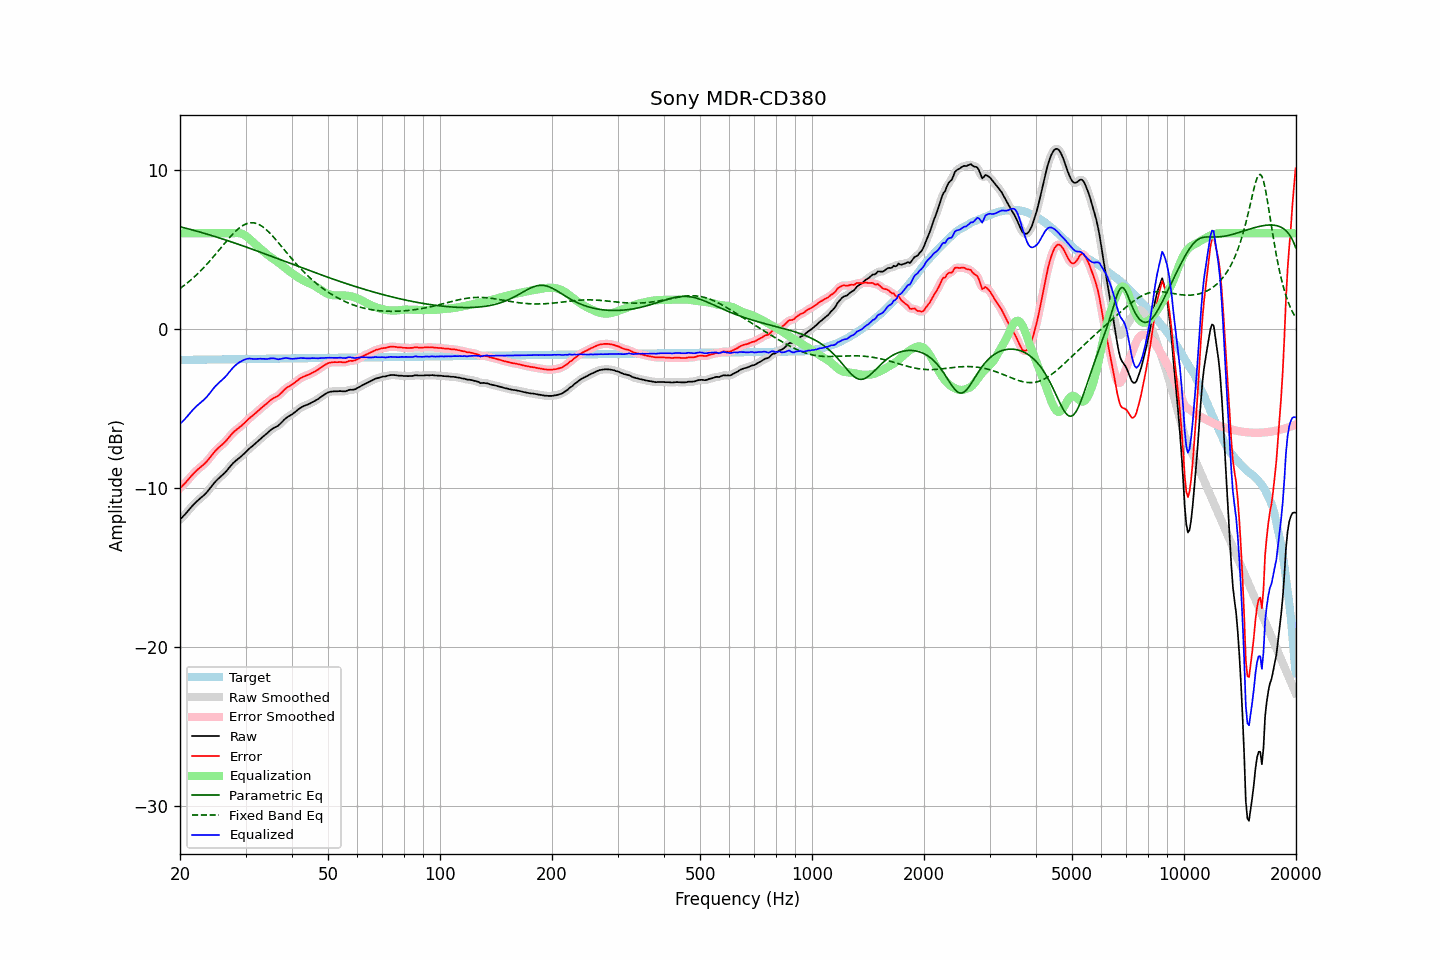 Sony MDR-CD380
Amplitude (dBr)
10
0
−10
−20
−30
Target
Raw Smoothed
Error Smoothed
Raw
Error
Equalization
Parametric Eq
Fixed Band Eq
Equalized
20 50 100 200 500 1000 2000 5000 10000 20000
Frequency (Hz)